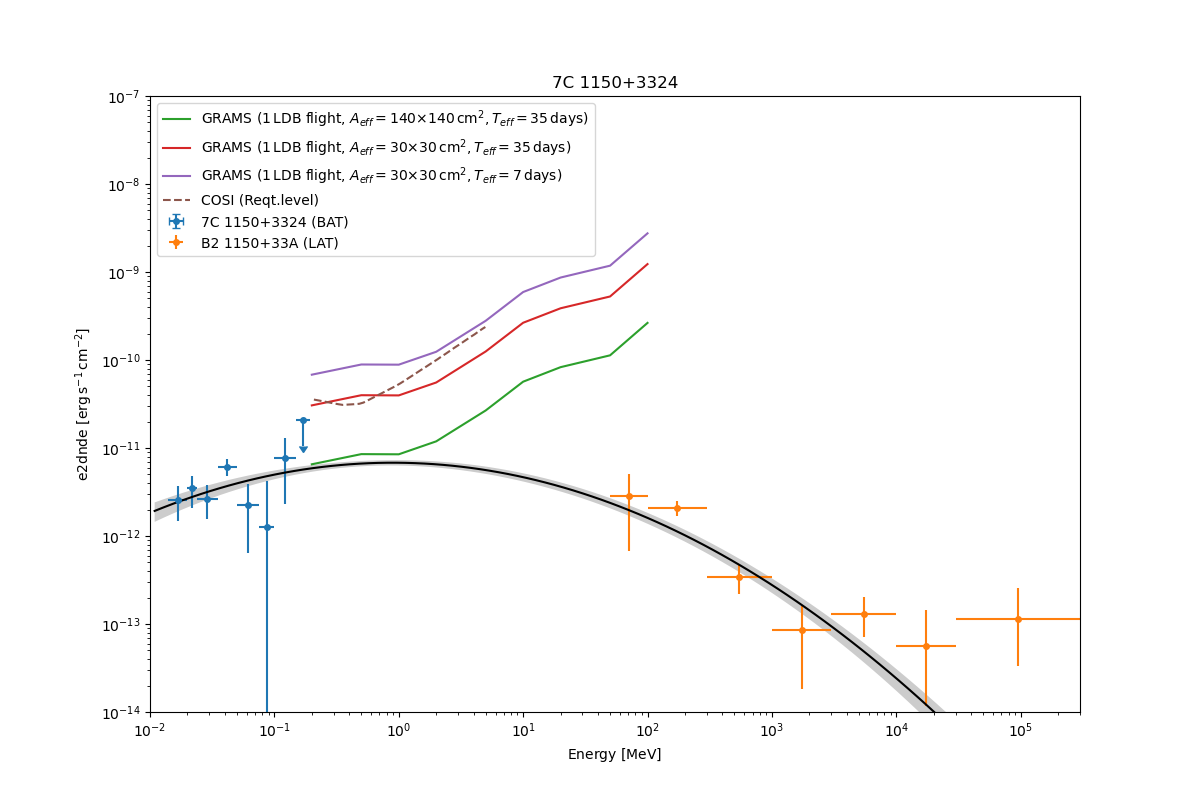 7C 1150+3324
GRAMS (1 LDB flight, A_eff = 140×140 cm², T_eff = 35 days)
GRAMS (1 LDB flight, A_eff = 30×30 cm², T_eff = 35 days)
GRAMS (1 LDB flight, A_eff = 30×30 cm², T_eff = 7 days)
COSI (Reqt.level)
7C 1150+3324 (BAT)
B2 1150+33A (LAT)
10⁻⁷
10⁻⁸
10⁻⁹
10⁻¹⁰
10⁻¹¹
10⁻¹²
10⁻¹³
10⁻¹⁴
e2dnde [erg s⁻¹ cm⁻²]
10⁻² 10⁻¹ 10⁰ 10¹ 10² 10³ 10⁴ 10⁵
Energy [MeV]